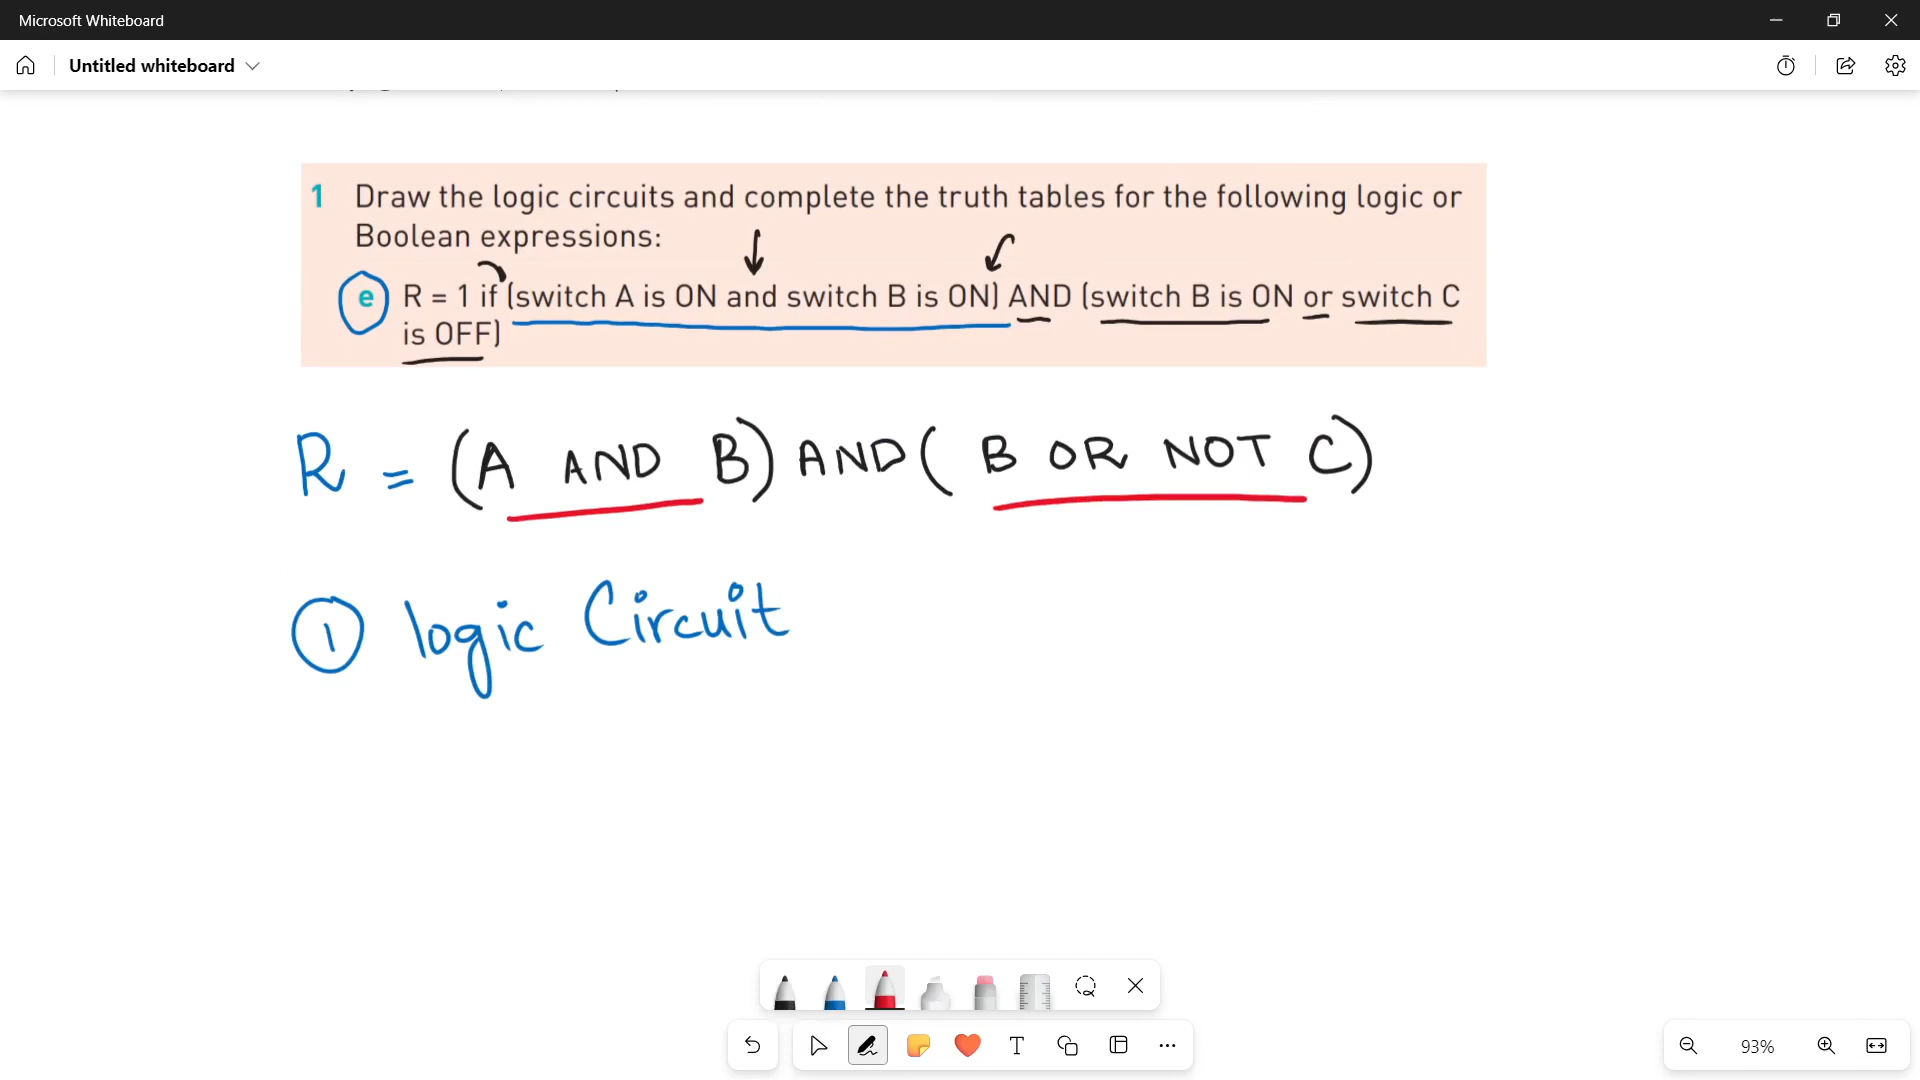 Microsoft Whiteboard
Untitled whiteboard
1 Draw the logic circuits and complete the truth tables for the following logic or
Boolean expressions:
e R = 1 if (switch A is ON and switch B is ON) AND (switch B is ON or switch C
is OFF)
R = (A AND B) AND ( B OR NOT C)
1 logic Circuit
93%